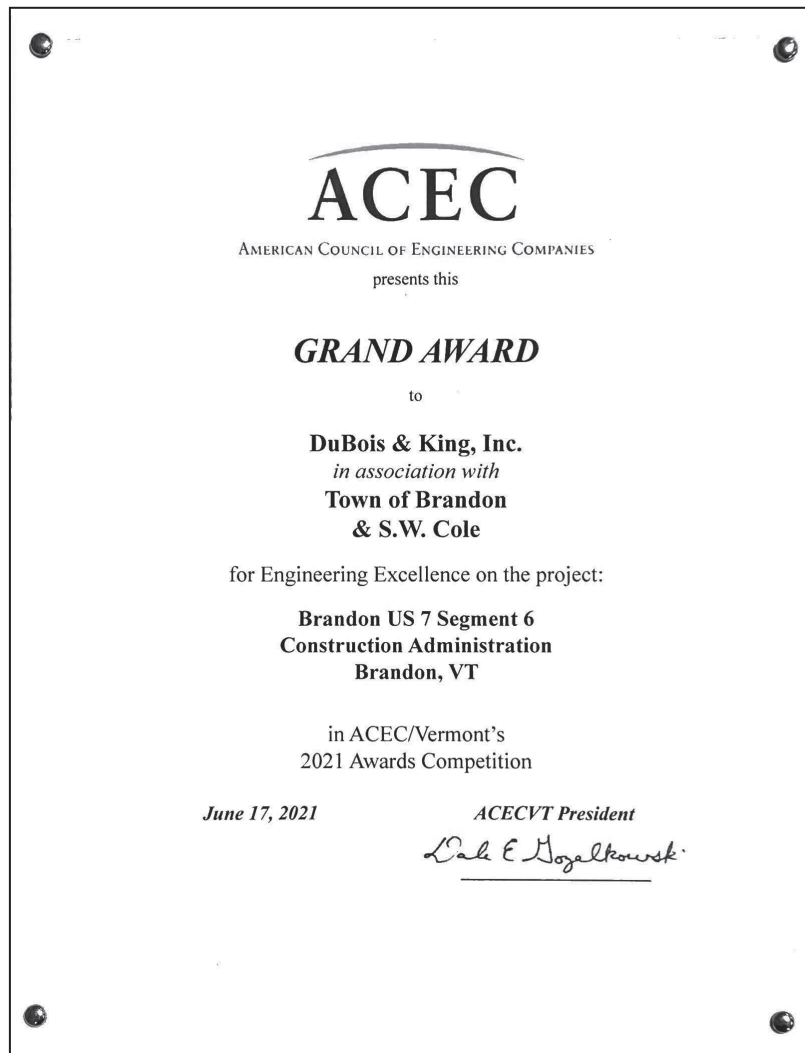 ACEC
AMERICAN COUNCIL OF ENGINEERING COMPANIES
presents this
GRAND AWARD
to
DuBois & King, Inc.
in association with
Town of Brandon
& S.W. Cole
for Engineering Excellence on the project:
Brandon US 7 Segment 6
Construction Administration
Brandon, VT
in ACEC/Vermont's
2021 Awards Competition
June 17, 2021 ACECVT President
Dale E Gozalkowski